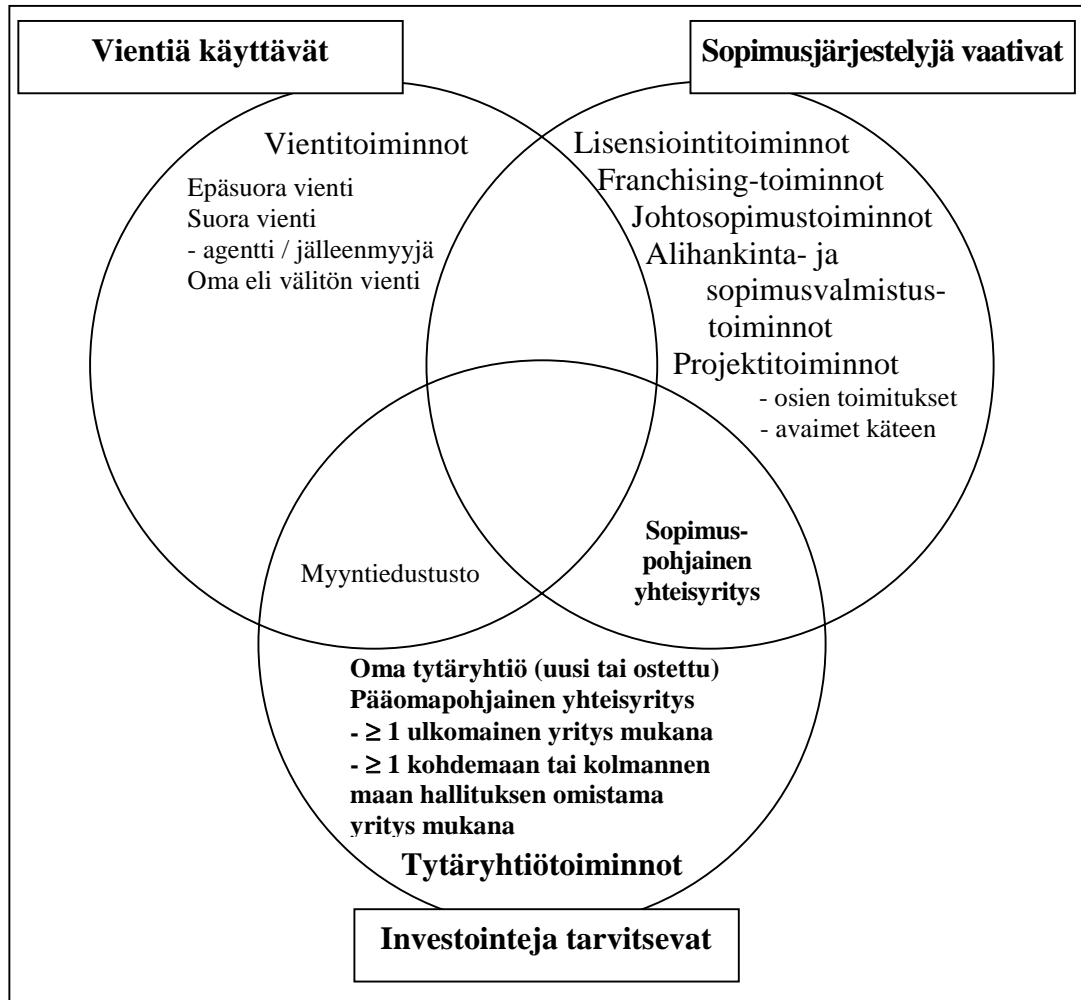 Vientiä käyttävät
Sopimusjärjestelyjä vaativat
Vientitoiminnot
Epäsuora vienti
Suora vienti
- agentti / jälleenmyyjä
Oma eli välitön vienti
Lisensiointitoiminnot
Franchising-toiminnot
Johtosopimustoiminnot
Alihankinta- ja
sopimusvalmistus-
toiminnot
Projektitoiminnot
- osien toimitukset
- avaimet käteen
Myyntiedustusto
Sopimus-
pohjainen
yhteisyritys
Oma tytäryhtiö (uusi tai ostettu)
Pääomapohjainen yhteisyritys
- ≥ 1 ulkomainen yritys mukana
- ≥ 1 kohdemaan tai kolmannen
maan hallituksen omistama
yritys mukana
Tytäryhtiötoiminnot
Investointeja tarvitsevat